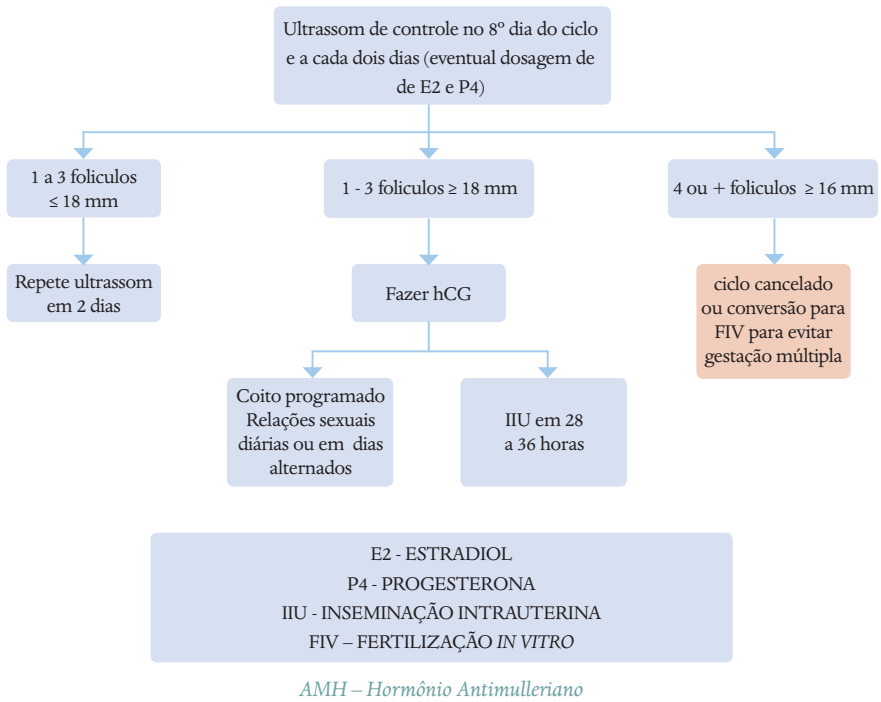 Ultrassom de controle no 8º dia do ciclo
e a cada dois dias (eventual dosagem de
de E2 e P4)
1 a 3 foliculos
≤ 18 mm
1 - 3 foliculos ≥ 18 mm
4 ou + foliculos ≥ 16 mm
Repete ultrassom
em 2 dias
Fazer hCG
ciclo cancelado
ou conversão para
FIV para evitar
gestação múltipla
Coito programado
Relações sexuais
diárias ou em dias
alternados
IIU em 28
a 36 horas
E2 - ESTRADIOL
P4 - PROGESTERONA
IIU - INSEMINAÇÃO INTRAUTERINA
FIV – FERTILIZAÇÃO IN VITRO
AMH – Hormônio Antimulleriano